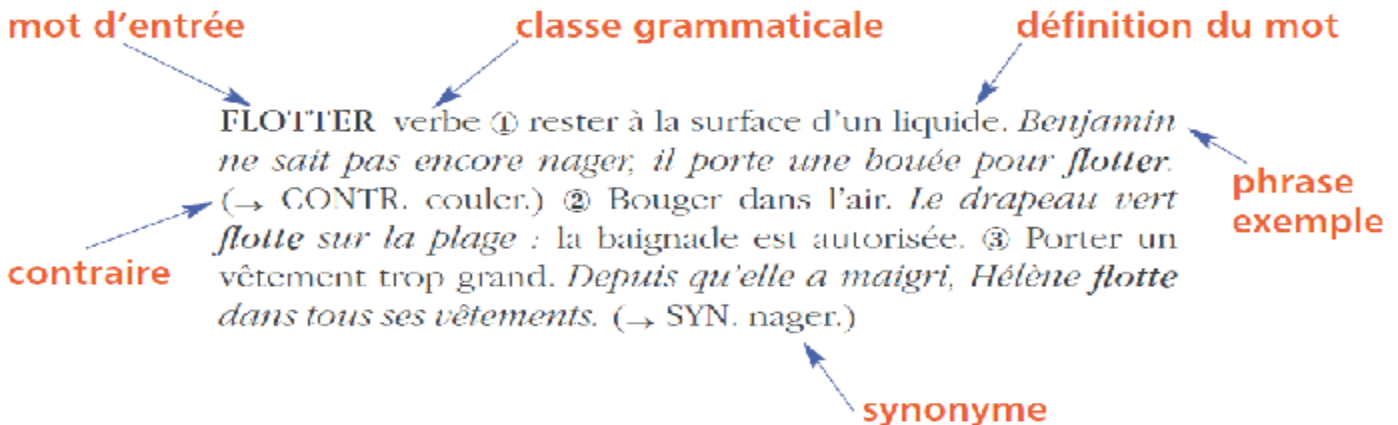 mot d'entrée
classe grammaticale
définition du mot
FLOTTER verbe ① rester à la surface d'un liquide. Benjamin
ne sait pas encore nager, il porte une bouée pour flotter.
(→ CONTR. couler.) ② Bouger dans l'air. Le drapeau vert
flotte sur la plage : la baignade est autorisée. ③ Porter un
vêtement trop grand. Depuis qu'elle a maigri, Hélène flotte
dans tous ses vêtements. (→ SYN. nager.)
phrase
exemple
contraire
synonyme